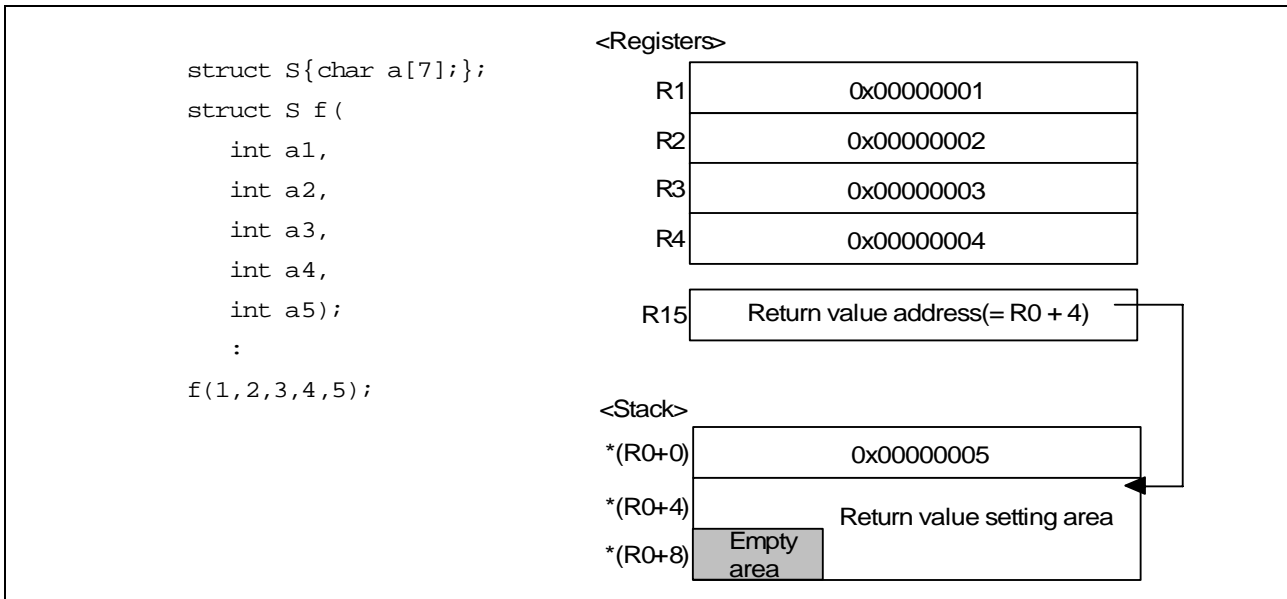 struct S{char a[7];};
struct S f(
int a1,
int a2,
int a3,
int a4,
int a5);
:
f(1,2,3,4,5);
<Registers>
R1 0x00000001
R2 0x00000002
R3 0x00000003
R4 0x00000004
R15 Return value address(= R0 + 4)
<Stack>
*(R0+0) 0x00000005
*(R0+4) Return value setting area
*(R0+8) Empty
area